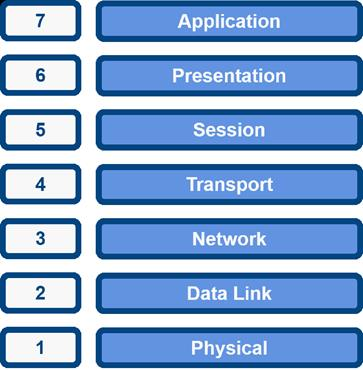 7 Application
6 Presentation
5 Session
4 Transport
3 Network
2 Data Link
1 Physical